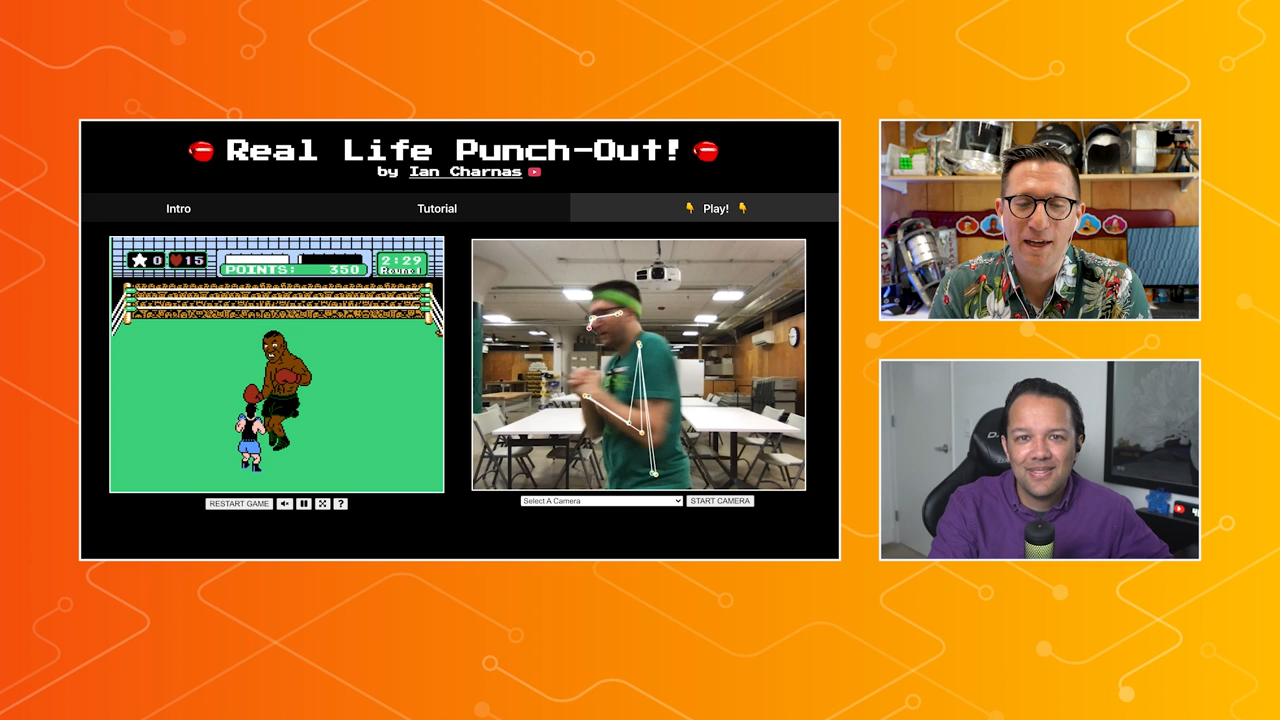 Real Life Punch-Out!
by Ian Charnas
Intro
Tutorial
Play!
0
15
POINTS: 350
2:29
Round 1
RESTART GAME
?
Select A Camera
START CAMERA